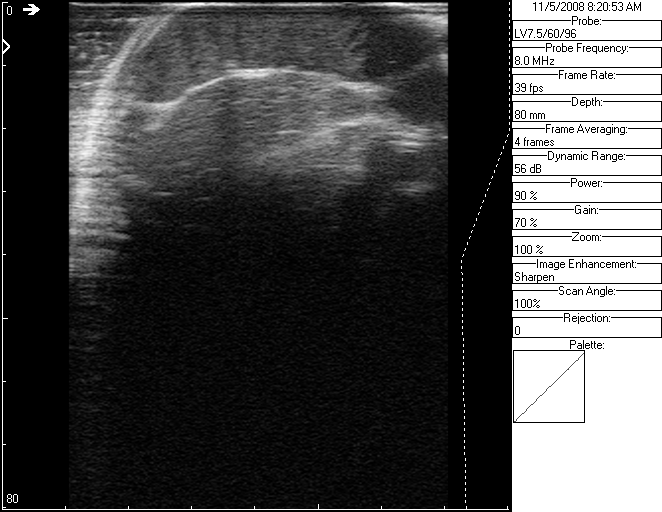 0
80
11/5/2008 8:20:53 AM
Probe:
LV7.5/60/96
Probe Frequency:
8.0 MHz
Frame Rate:
39 fps
Depth:
80 mm
Frame Averaging:
4 frames
Dynamic Range:
56 dB
Power:
90 %
Gain:
70 %
Zoom:
100 %
Image Enhancement:
Sharpen
Scan Angle:
100%
Rejection:
0
Palette: